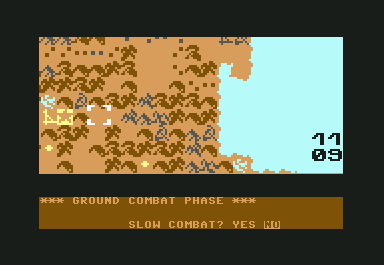 11
09
*** GROUND COMBAT PHASE ***
SLOW COMBAT? YES NO